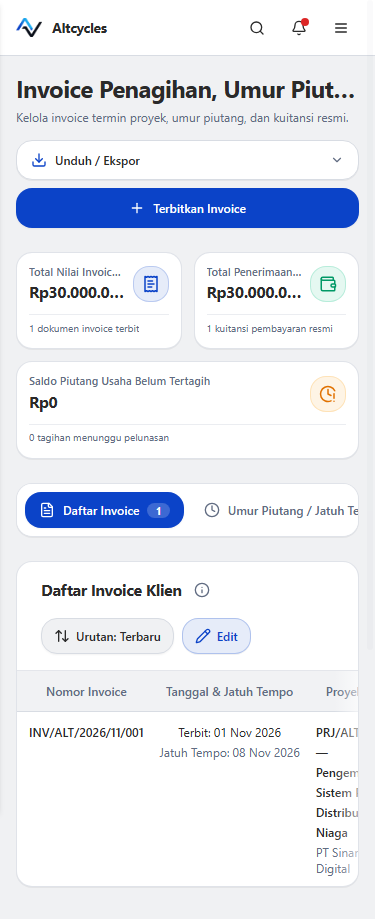 Altcycles
Invoice Penagihan, Umur Piut...
Kelola invoice termin proyek, umur piutang, dan kuitansi resmi.
Unduh / Ekspor
+ Terbitkan Invoice
Total Nilai Invoic...
Rp30.000.0...
1 dokumen invoice terbit
Total Penerimaan...
Rp30.000.0...
1 kuitansi pembayaran resmi
Saldo Piutang Usaha Belum Tertagih
Rp0
0 tagihan menunggu pelunasan
Daftar Invoice 1
Umur Piutang / Jatuh Te
Daftar Invoice Klien
Urutan: Terbaru
Edit
Nomor Invoice
Tanggal & Jatuh Tempo
Proye
INV/ALT/2026/11/001
Terbit: 01 Nov 2026
Jatuh Tempo: 08 Nov 2026
PRJ/ALT
—
Pengem
Sistem
Distribu
Niaga
PT Sinar
Digital